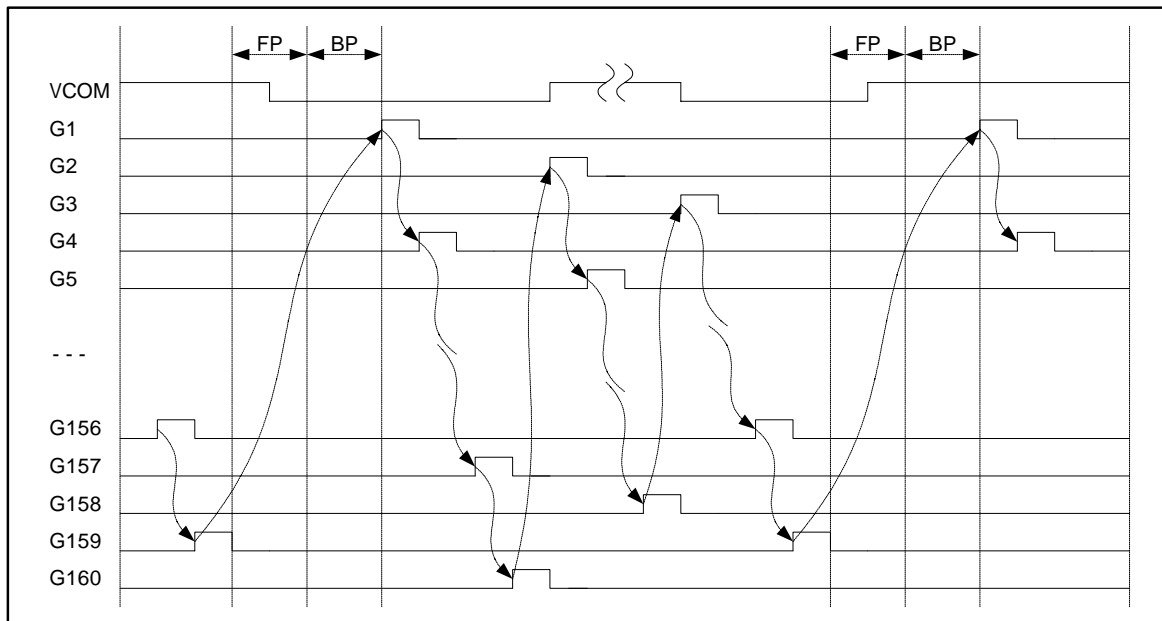 FP BP FP BP
VCOM
G1
G2
G3
G4
G5
- - -
G156
G157
G158
G159
G160